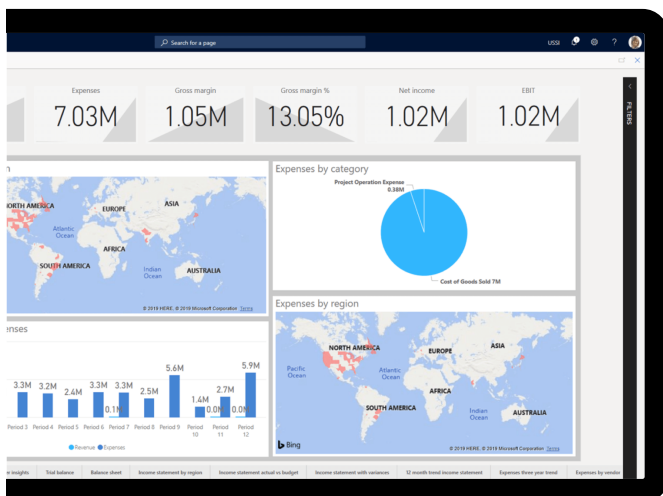 Search for a page
USSI
1
?
Expenses
7.03M
Gross margin
1.05M
Gross margin %
13.05%
Net income
1.02M
EBIT
1.02M
FILTERS
n
NORTH AMERICA
EUROPE
ASIA
Atlantic
Ocean
AFRICA
SOUTH AMERICA
Indian
Ocean
AUSTRALIA
© 2019 HERE, © 2019 Microsoft Corporation Terms
Expenses by category
Project Operation Expense
0.38M
Cost of Goods Sold 7M
enses
3.3M 3.2M 2.4M 3.3M 0.1M 3.3M 2.5M 5.6M 1.4M 0.0M 2.7M 0.0M 5.9M
Period 3 Period 4 Period 5 Period 6 Period 7 Period 8 Period 9 Period 10 Period 11 Period 12
Revenue Expenses
Expenses by region
NORTH AMERICA
EUROPE
ASIA
Pacific
Ocean
Atlantic
Ocean
AFRICA
SOUTH AMERICA
Indian
Ocean
AUSTRALIA
Bing
© 2019 HERE, © 2019 Microsoft Corporation Terms
insights Trial balance Balance sheet Income statement by region Income statement actual vs budget Income statement with variances 12 month trend income statement Expenses three year trend Expenses by vendor